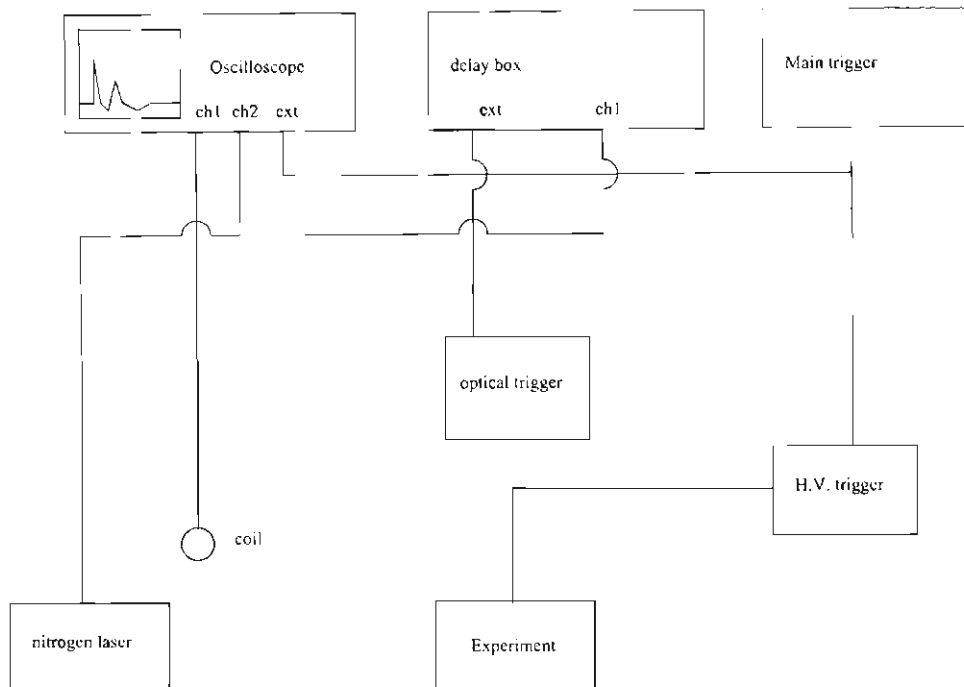 Oscilloscope
ch1 ch2 ext
delay box
ext ch1
Main trigger
optical trigger
H.V. trigger
coil
nitrogen laser
Experiment